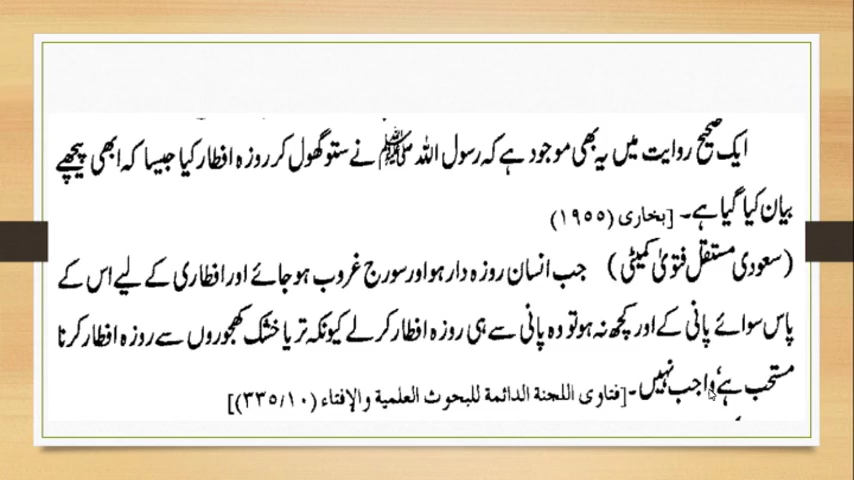 ایک صحیح روایت میں یہ بھی موجود ہے کہ رسول اللہ ﷺ نے ستو گھول کر روزہ افطار کیا جیسا کہ ابھی پیچھے
بیان کیا گیا ہے۔ [بخاری (۱۹۵۵)
(سعودی مستقل فتویٰ کمیٹی) جب انسان روزہ دار ہو اور سورج غروب ہو جائے اور افطاری کے لیے اس کے
پاس سوائے پانی کے اور کچھ نہ ہو تو وہ پانی سے ہی روزہ افطار کر لے کیونکہ تر یا خشک کھجوروں سے روزہ افطار کرنا
مستحب ہے، واجب نہیں۔ [فتاوى اللجنة الدائمة للبحوث العلمية والإفتاء (٣٣٥/١٠)]